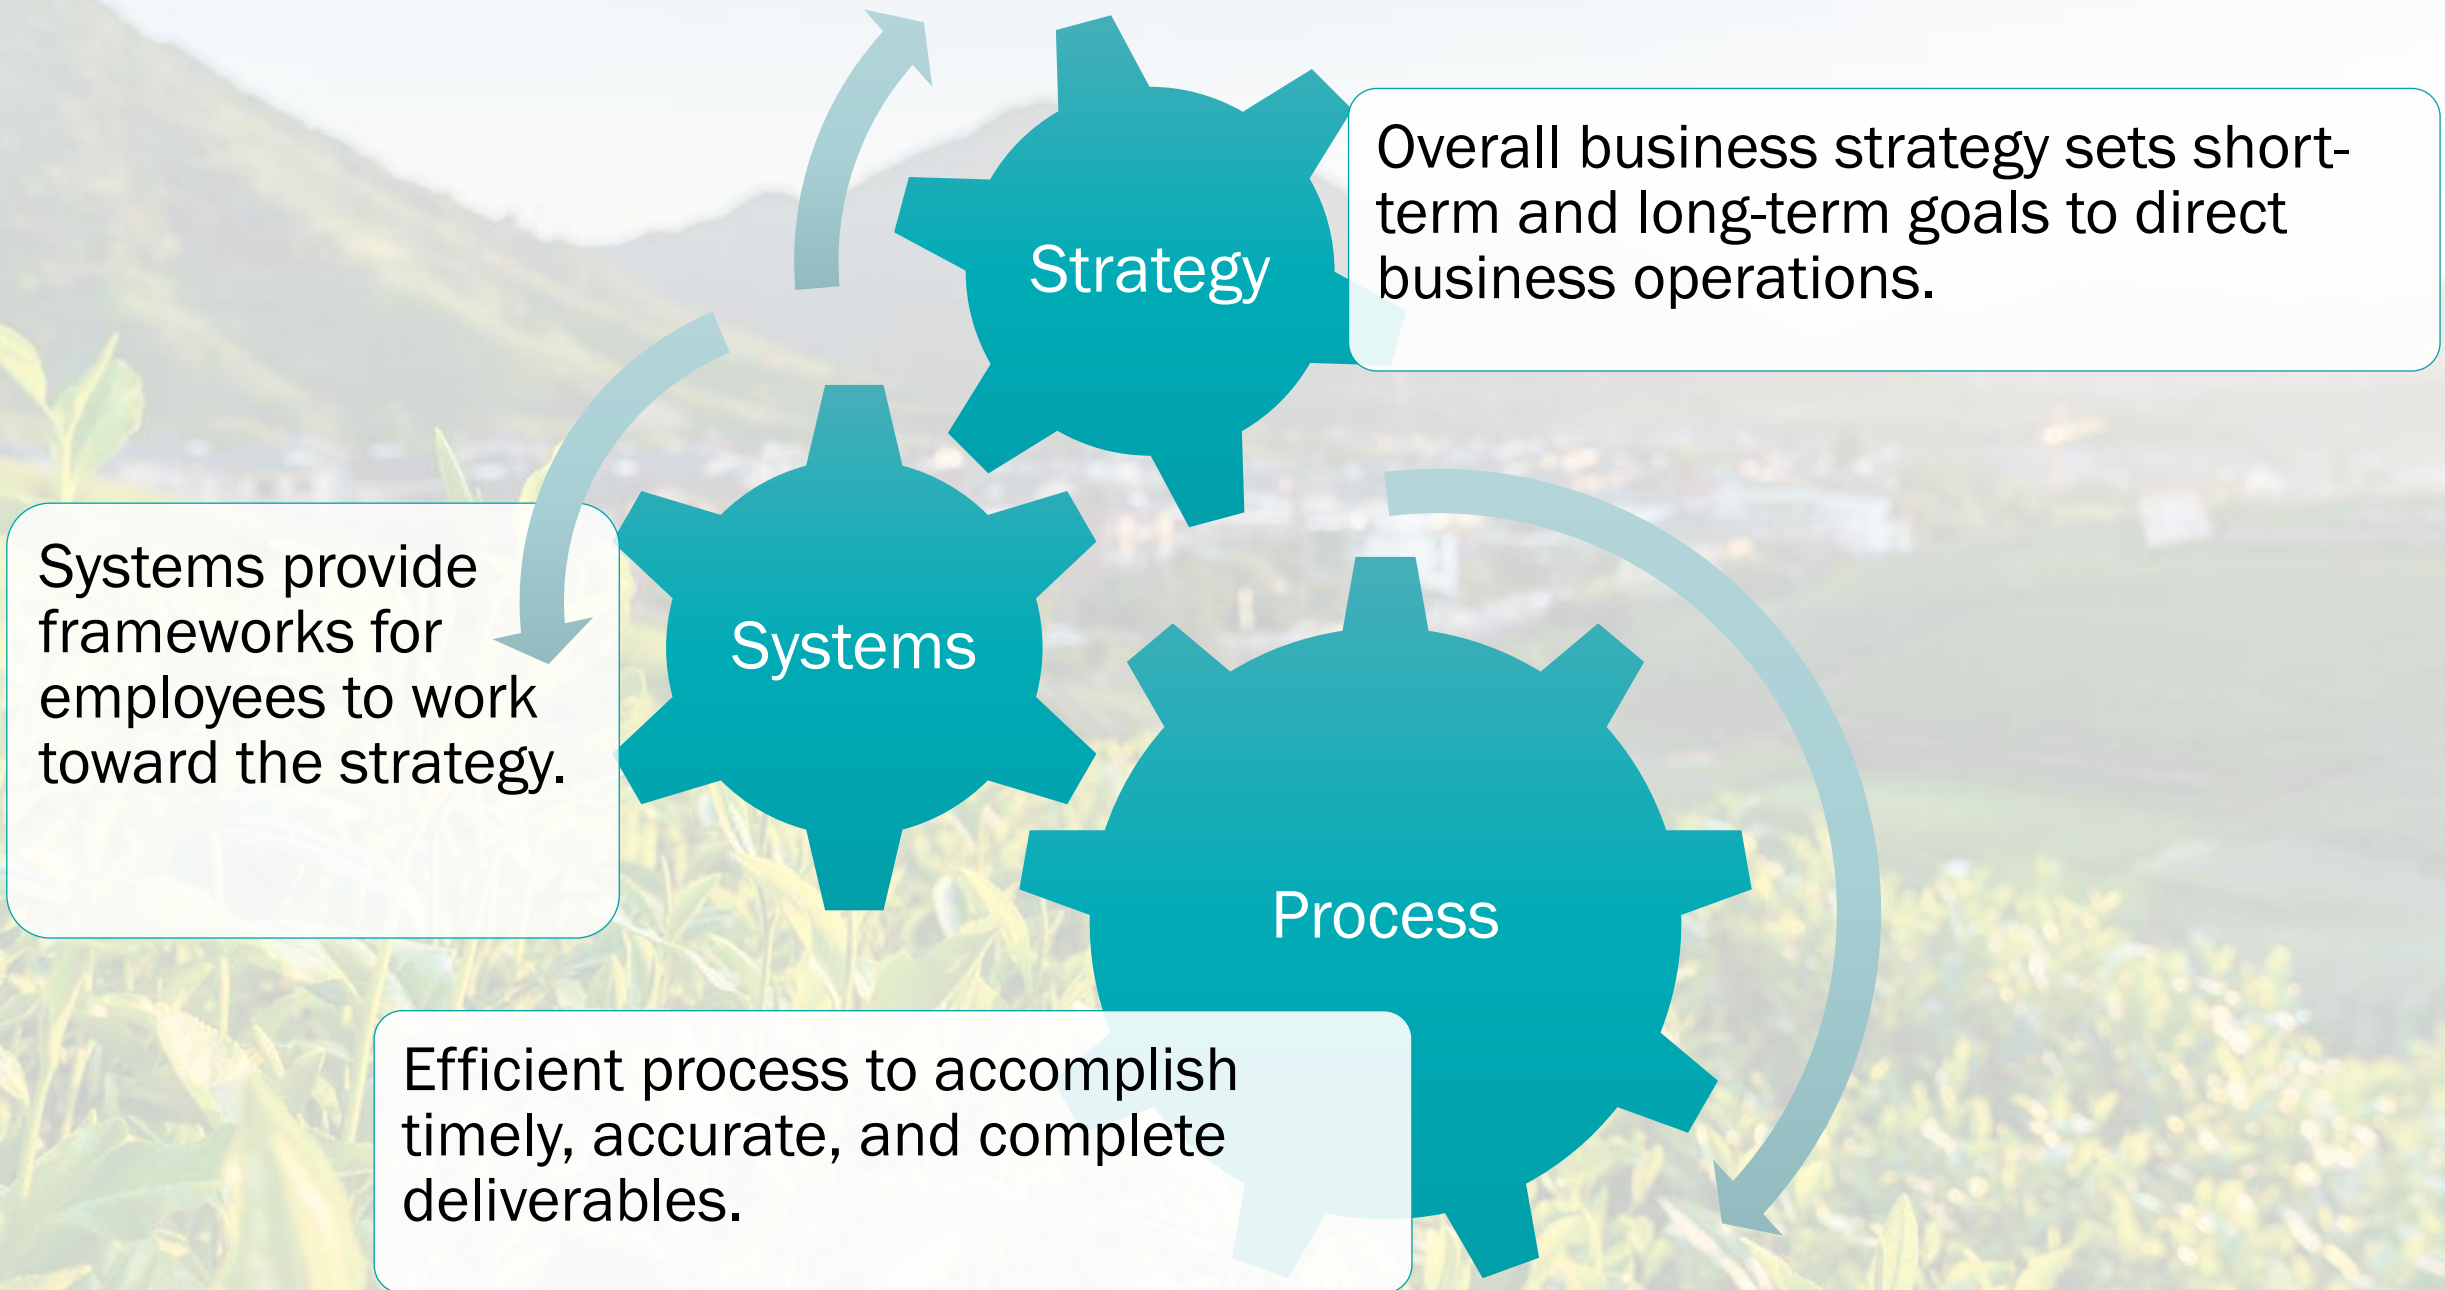 Strategy
Overall business strategy sets short-
term and long-term goals to direct
business operations.
Systems provide
frameworks for
employees to work
toward the strategy.
Systems
Process
Efficient process to accomplish
timely, accurate, and complete
deliverables.